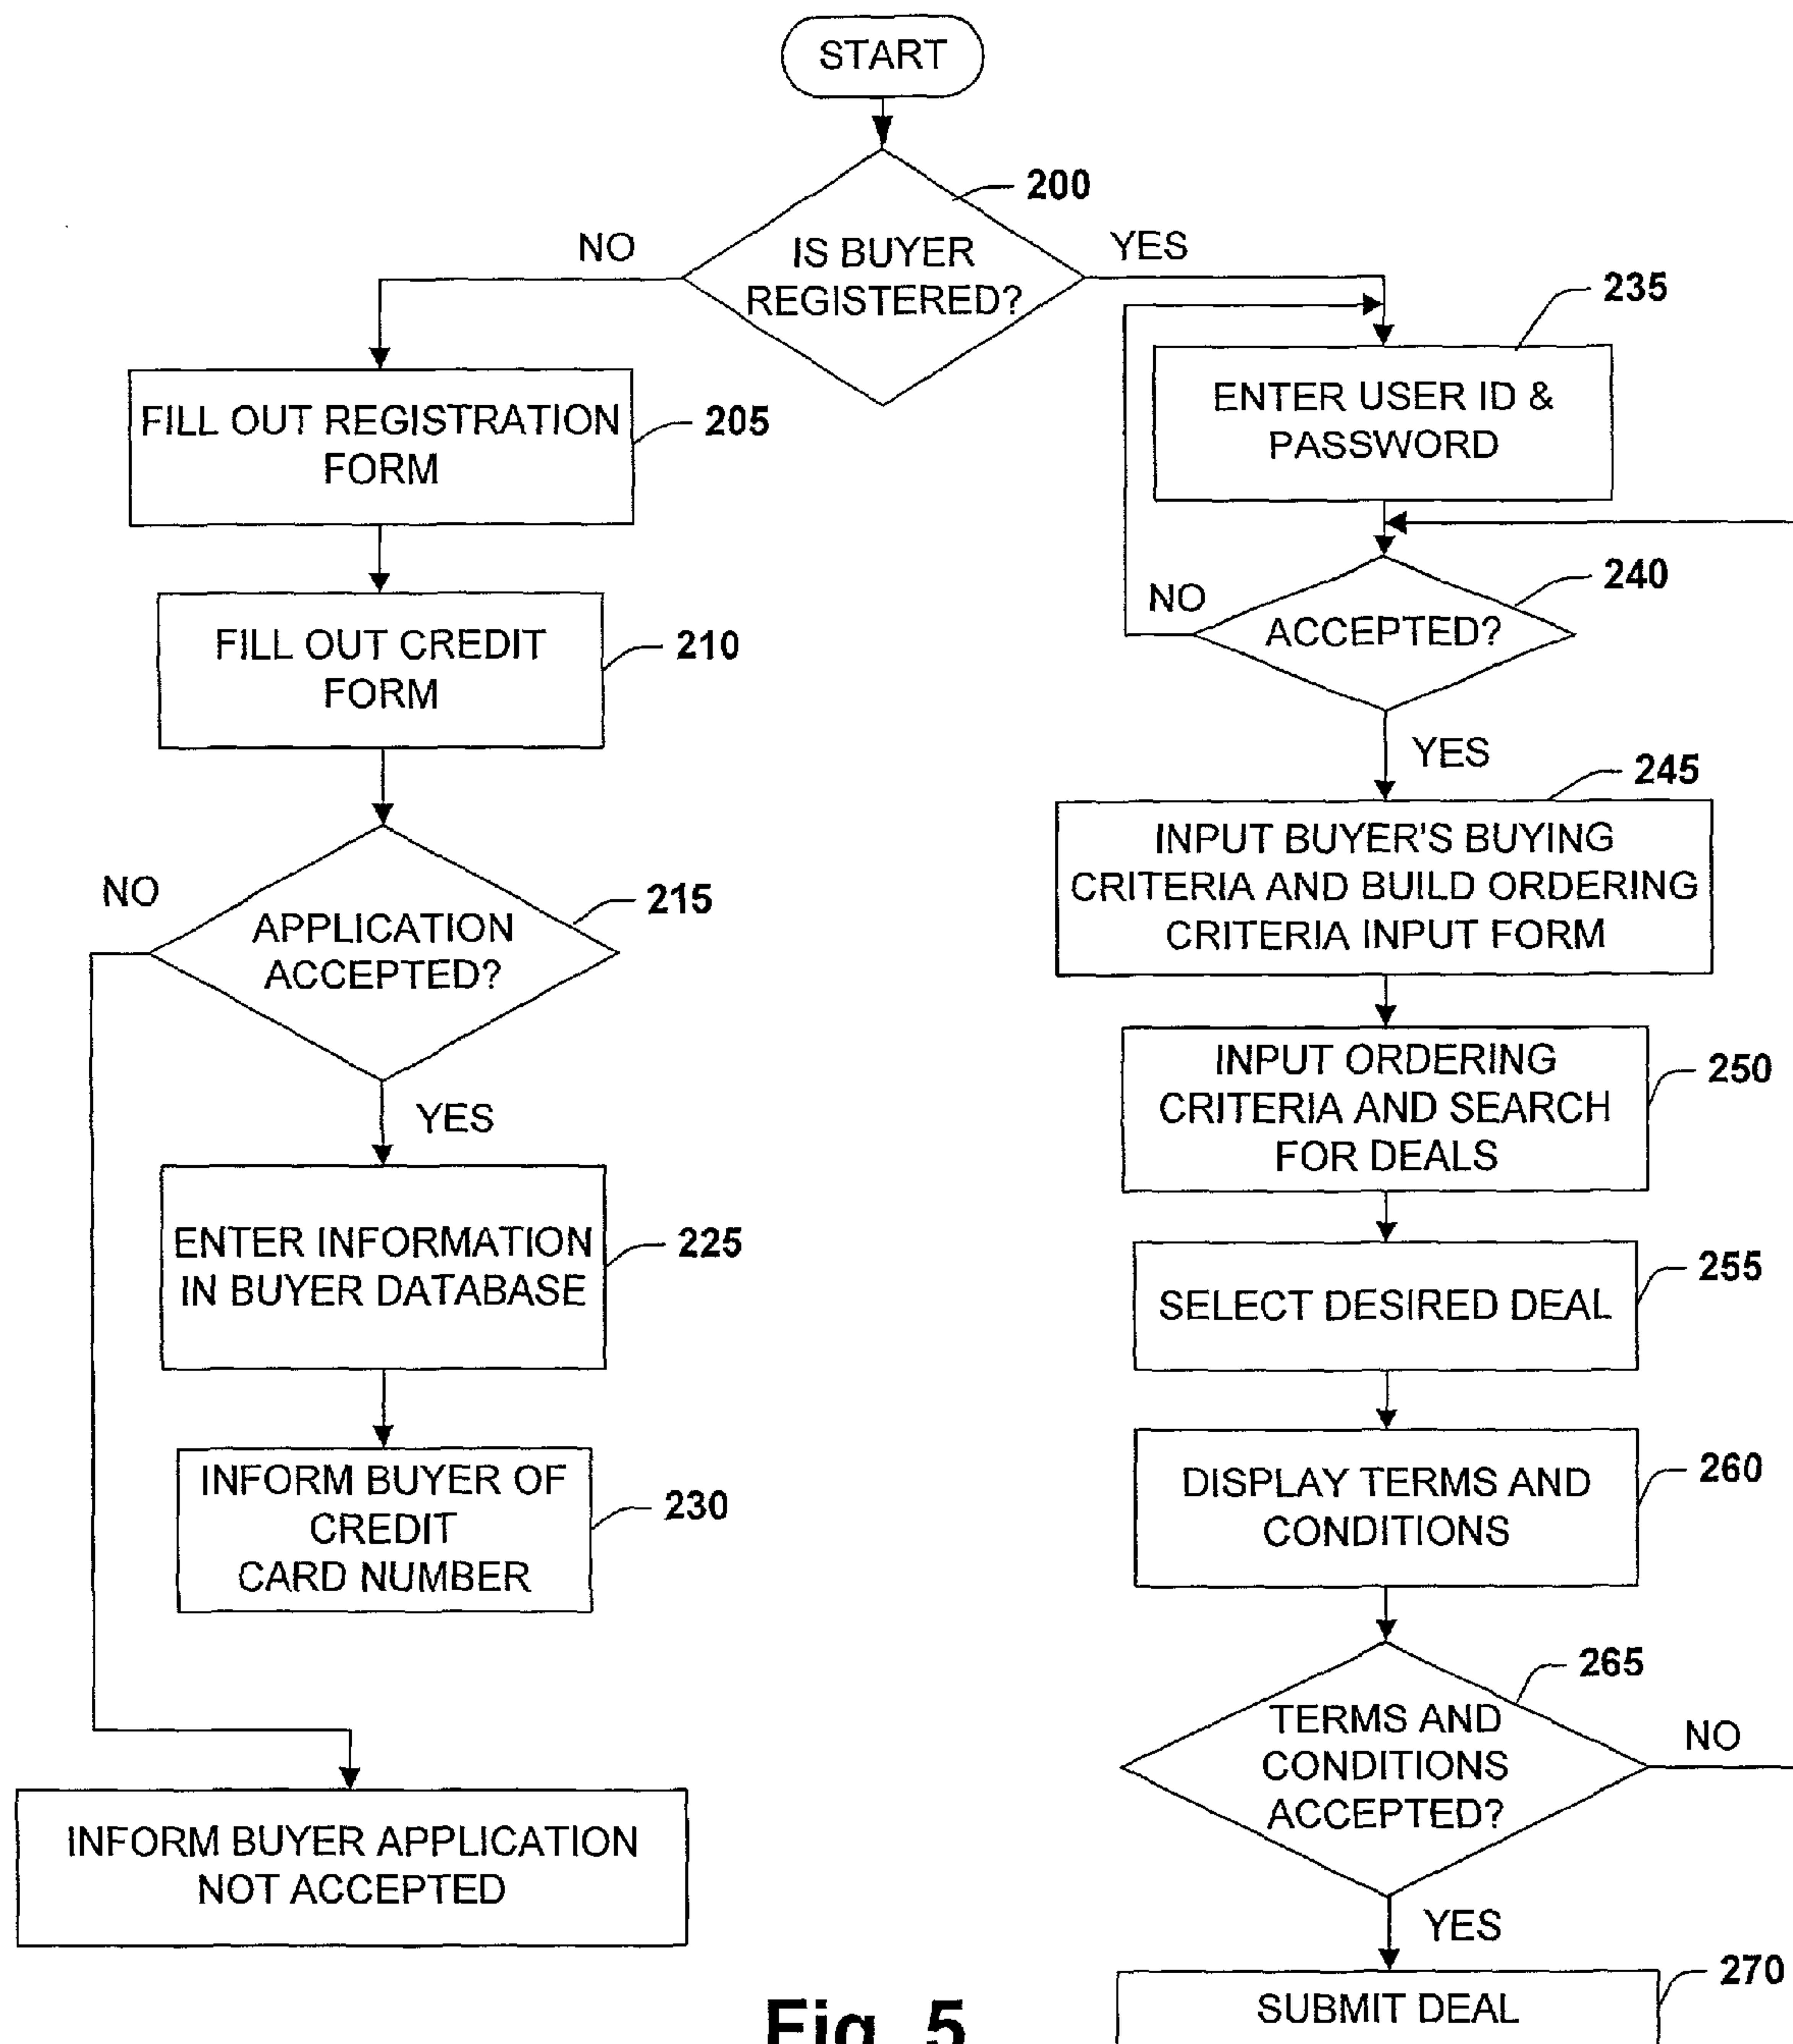 START
200
IS BUYER
REGISTERED?
NO
YES
FILL OUT REGISTRATION
FORM
205
FILL OUT CREDIT
FORM
210
APPLICATION
ACCEPTED?
215
NO
YES
ENTER INFORMATION
IN BUYER DATABASE
225
INFORM BUYER OF
CREDIT
CARD NUMBER
230
INFORM BUYER APPLICATION
NOT ACCEPTED
235
ENTER USER ID &
PASSWORD
240
ACCEPTED?
NO
YES
245
INPUT BUYER'S BUYING
CRITERIA AND BUILD ORDERING
CRITERIA INPUT FORM
INPUT ORDERING
CRITERIA AND SEARCH
FOR DEALS
250
SELECT DESIRED DEAL
255
DISPLAY TERMS AND
CONDITIONS
260
265
TERMS AND
CONDITIONS
ACCEPTED?
NO
YES
SUBMIT DEAL
270
Fig. 5